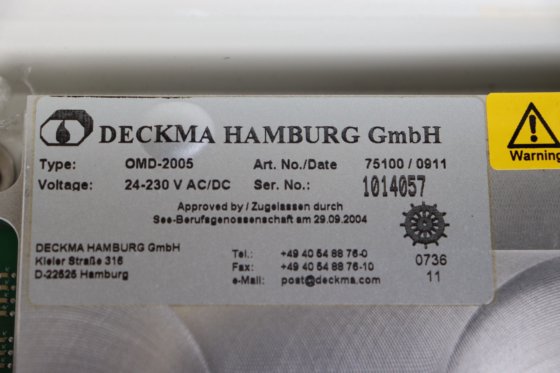 DECKMA HAMBURG GmbH
Type: OMD-2005 Art. No./Date 75100 / 0911
Voltage: 24-230 V AC/DC Ser. No.: 1014057
Approved by / Zugelassen durch
See-Berufsgenossenschaft am 29.09.2004
DECKMA HAMBURG GmbH
Kieler Straße 316
D-22525 Hamburg
Tel.: +49 40 54 88 76-0
Fax: +49 40 54 88 76-10
e-Mail: post@deckma.com
0736
11
Warning